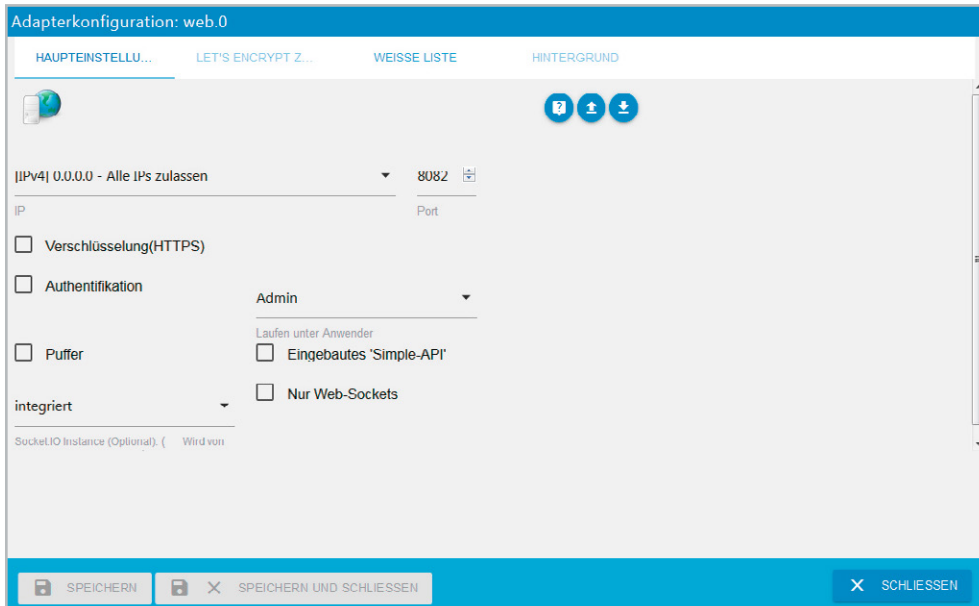 Adapterkonfiguration: web.0
HAUPTEINSTELLU... LET'S ENCRYPT Z... WEISSE LISTE HINTERGRUND
[IPv4] 0.0.0.0 - Alle IPs zulassen 8082
IP Port
Verschlüsselung(HTTPS)
Authentifikation
Admin
Laufen unter Anwender
Puffer
Eingebautes 'Simple-API'
Nur Web-Sockets
integriert
Socket.IO Instance (Optional). ( Wird von
SPEICHERN SPEICHERN UND SCHLIESSEN SCHLIESSEN